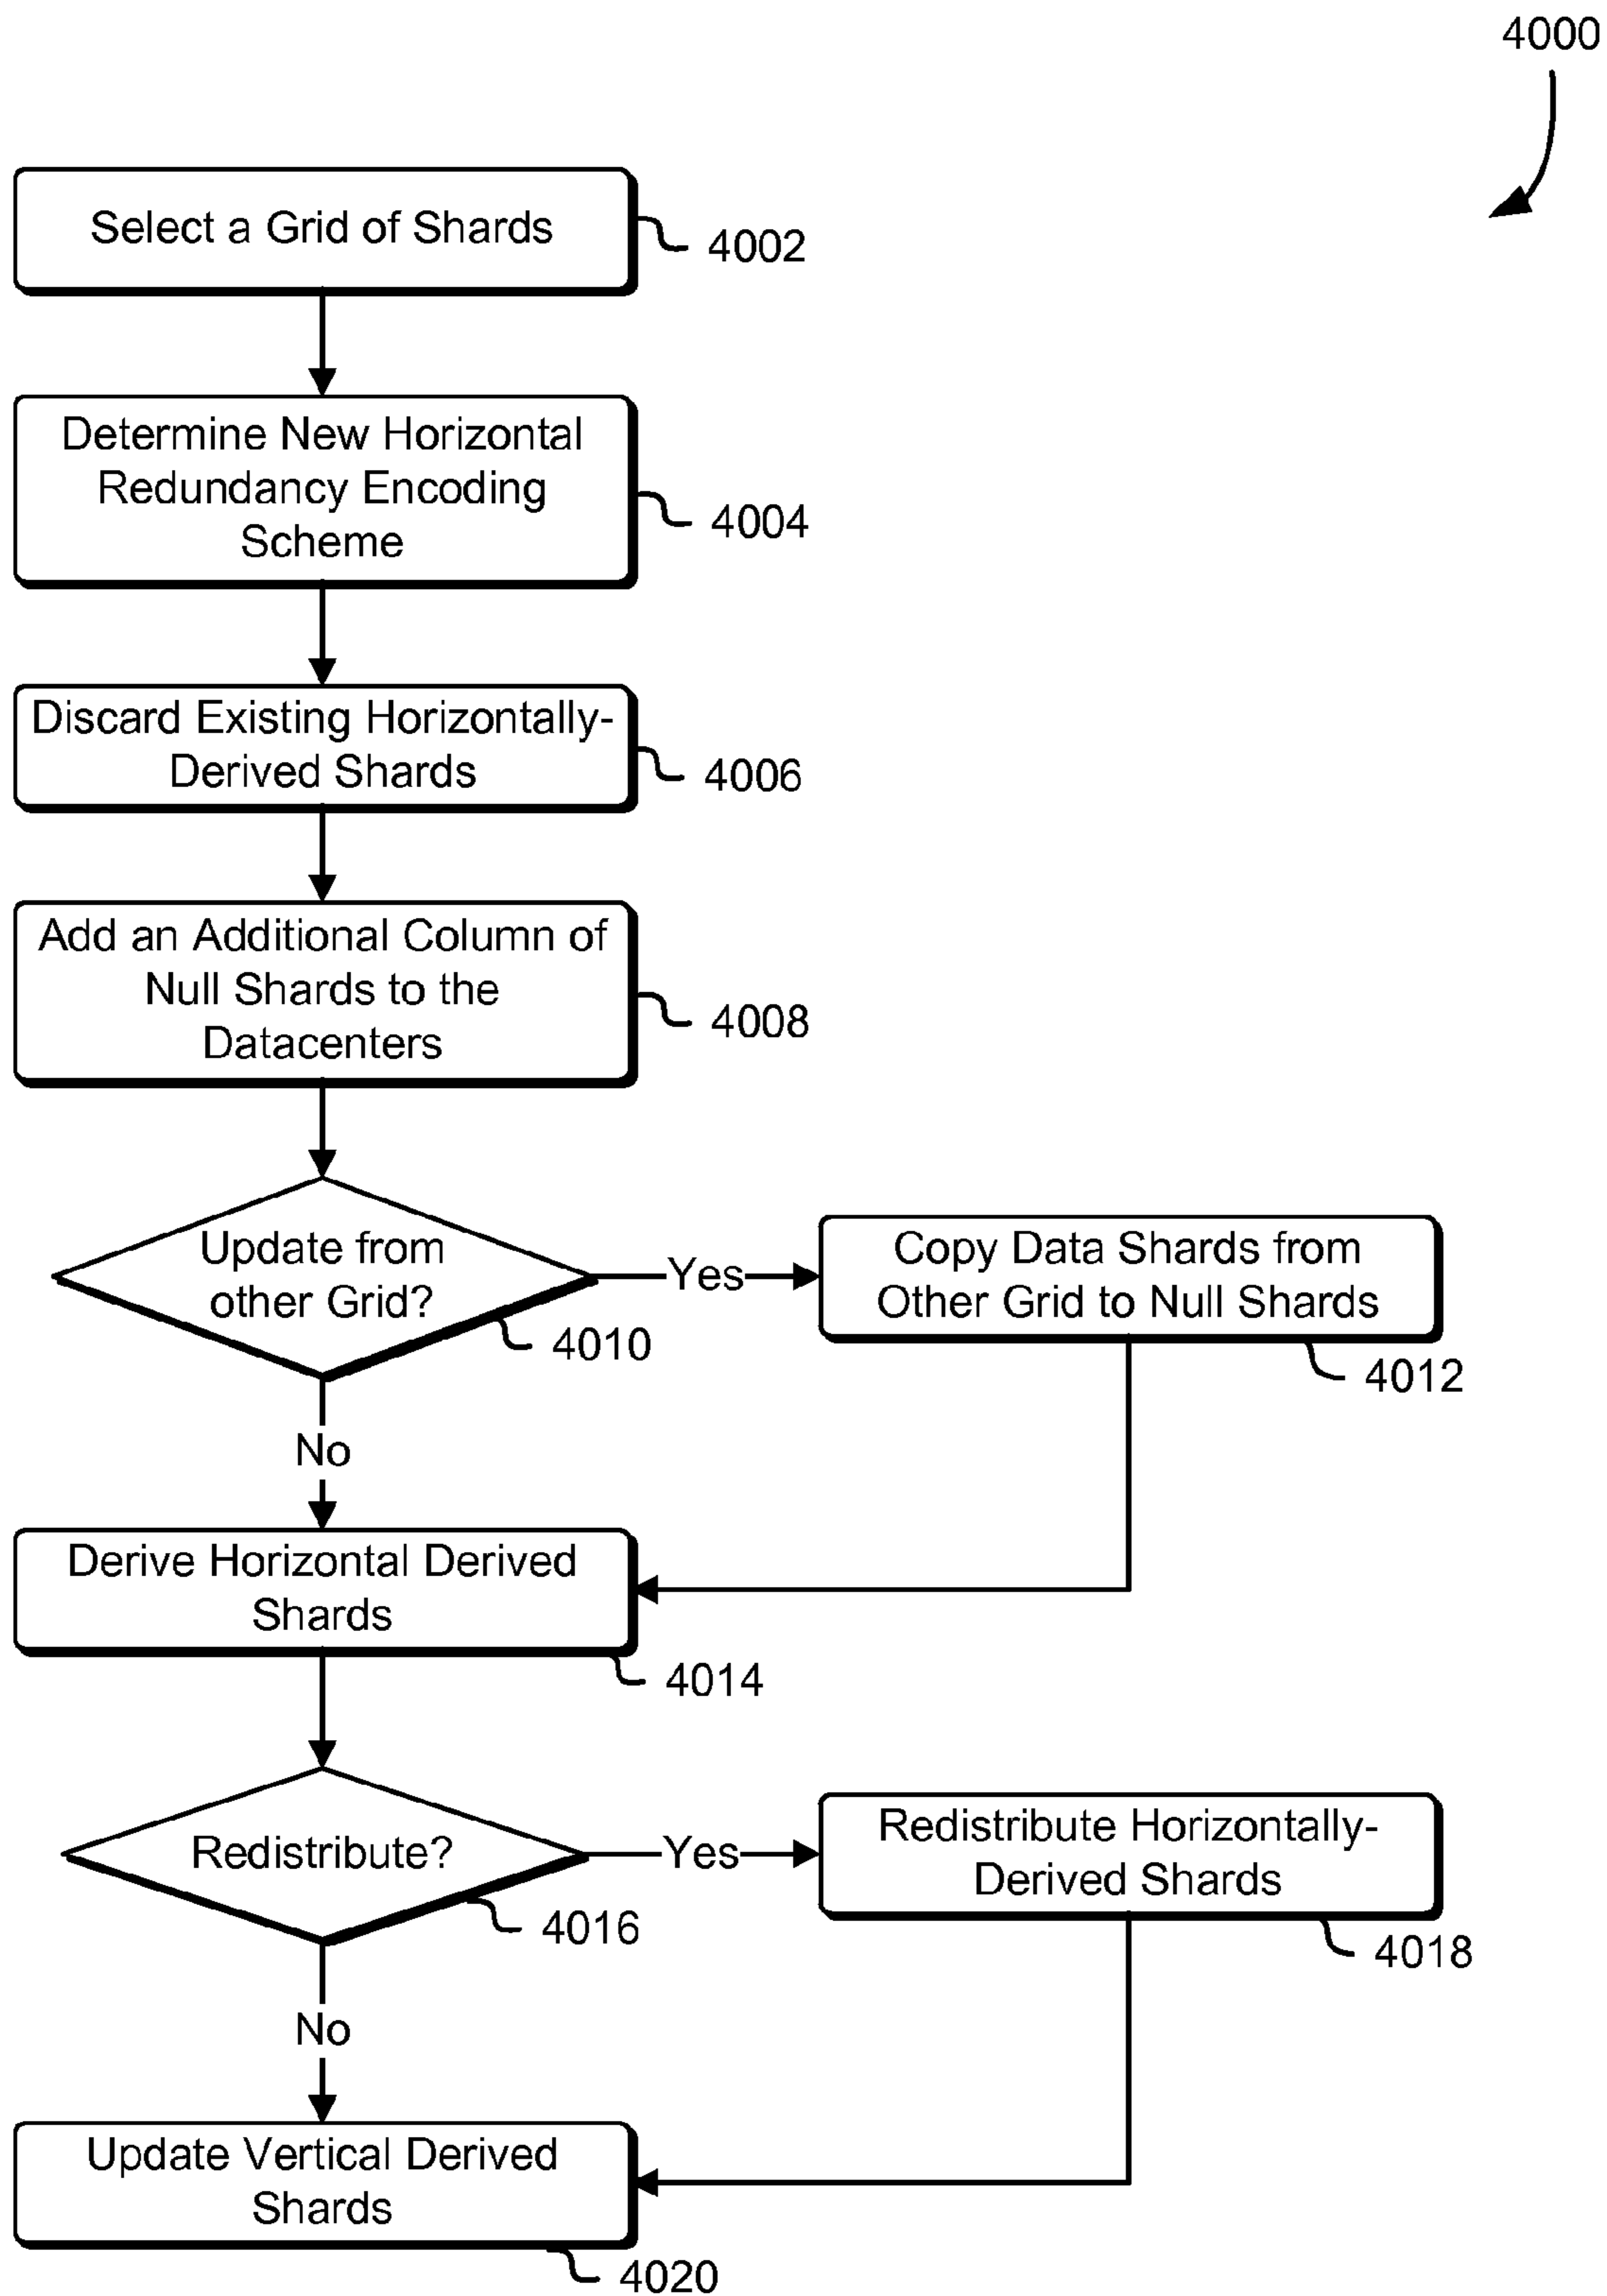 4000
Select a Grid of Shards
4002
Determine New Horizontal
Redundancy Encoding
Scheme
4004
Discard Existing Horizontally-
Derived Shards
4006
Add an Additional Column of
Null Shards to the
Datacenters
4008
Update from
other Grid?
4010
Yes
Copy Data Shards from
Other Grid to Null Shards
4012
No
Derive Horizontal Derived
Shards
4014
Redistribute?
4016
Yes
Redistribute Horizontally-
Derived Shards
4018
No
Update Vertical Derived
Shards
4020